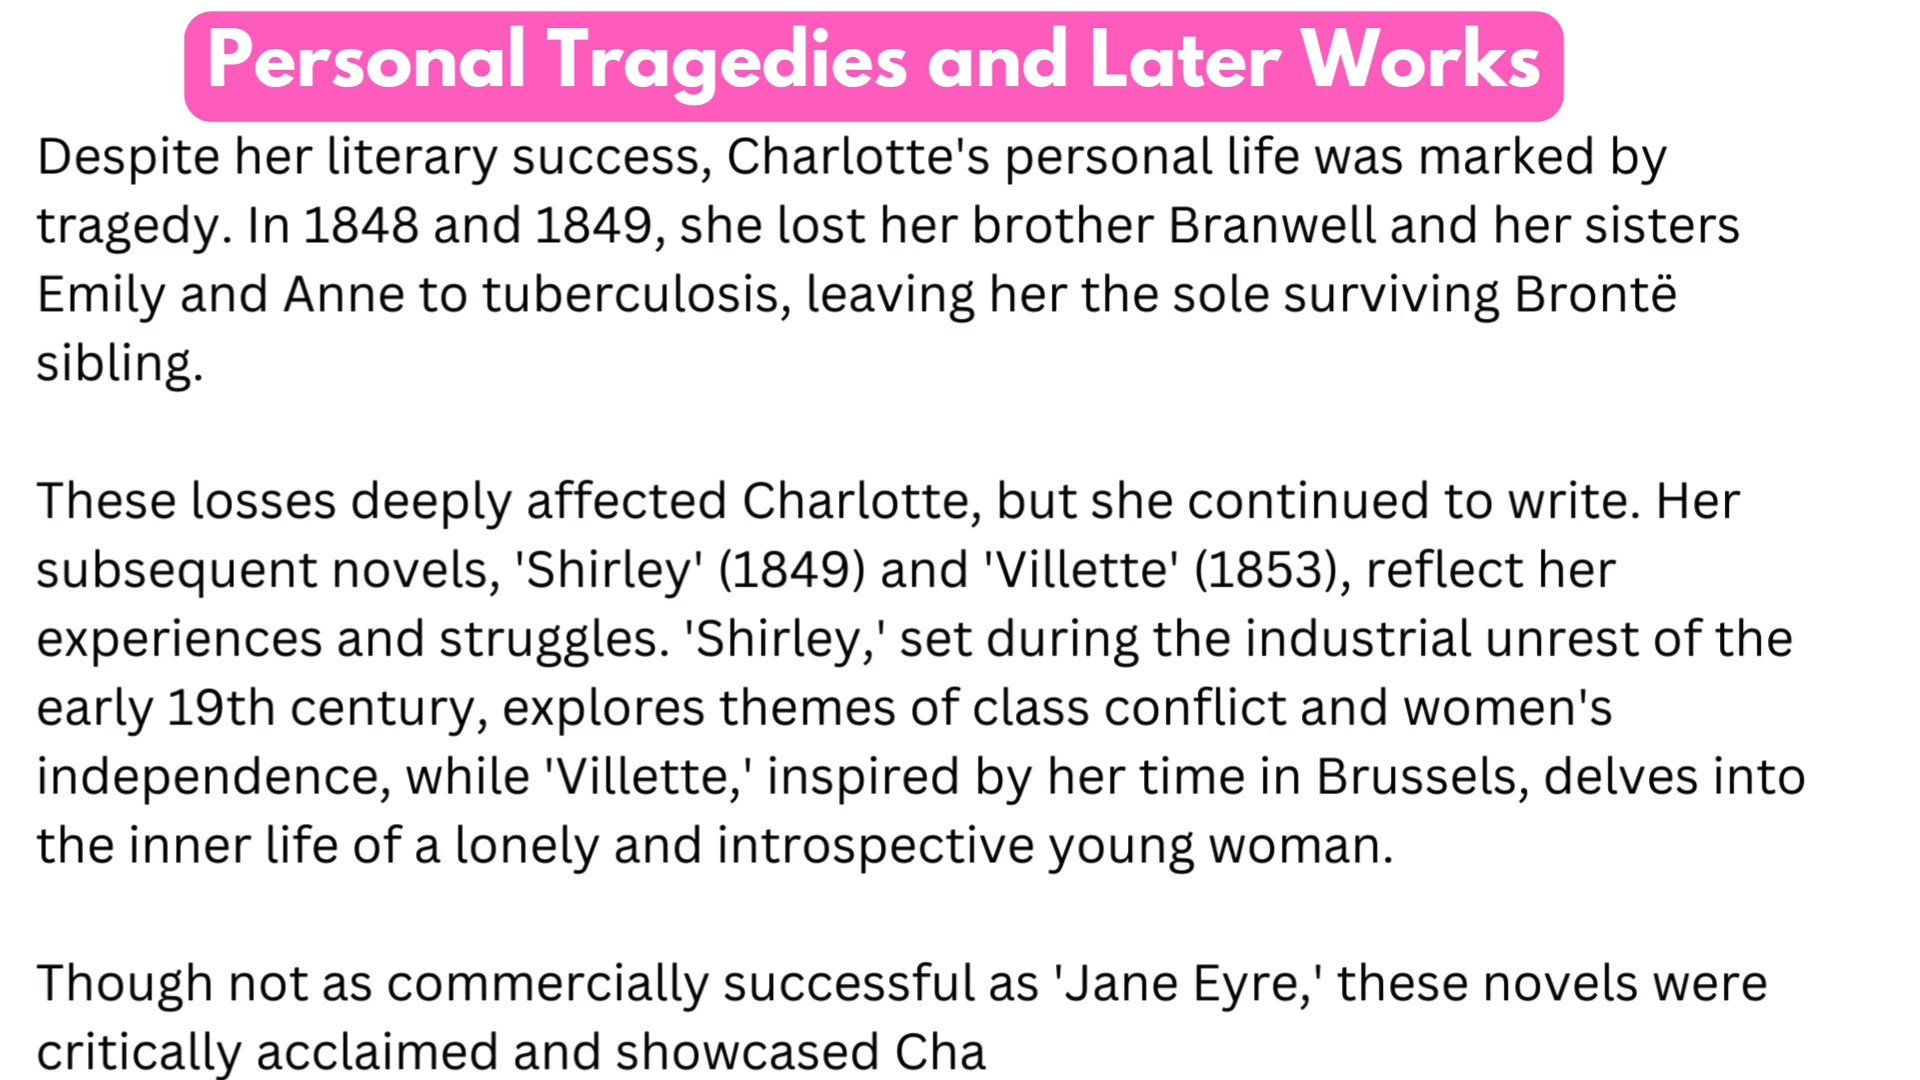 Personal Tragedies and Later Works
Despite her literary success, Charlotte's personal life was marked by
tragedy. In 1848 and 1849, she lost her brother Branwell and her sisters
Emily and Anne to tuberculosis, leaving her the sole surviving Brontë
sibling.
These losses deeply affected Charlotte, but she continued to write. Her
subsequent novels, 'Shirley' (1849) and 'Villette' (1853), reflect her
experiences and struggles. 'Shirley,' set during the industrial unrest of the
early 19th century, explores themes of class conflict and women's
independence, while 'Villette,' inspired by her time in Brussels, delves into
the inner life of a lonely and introspective young woman.
Though not as commercially successful as 'Jane Eyre,' these novels were
critically acclaimed and showcased Cha